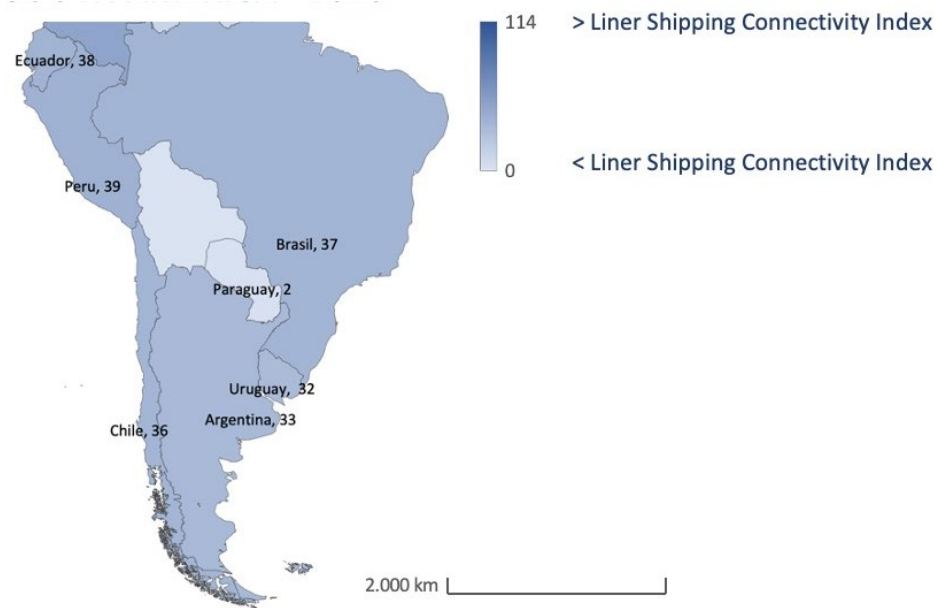 114
> Liner Shipping Connectivity Index
Ecuador, 38
0
< Liner Shipping Connectivity Index
Peru, 39
Brasil, 37
Paraguay, 2
Uruguay, 32
Argentina, 33
Chile, 36
2.000 km